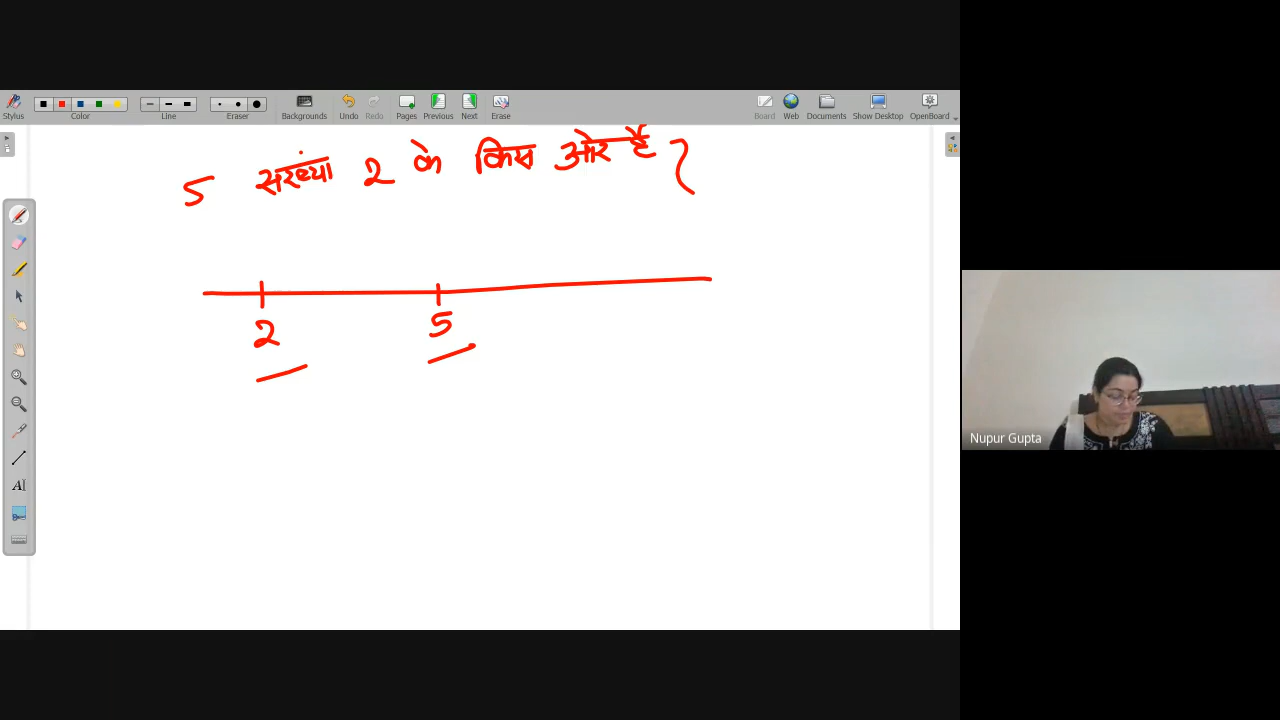 Color
Line
Eraser
Backgrounds
Undo
Redo
Pages
Previous
Next
Erase
Board
Web
Documents
Show Desktop
OpenBoard
5 संख्या 2 के किस ओर है ?
2 5
Nupur Gupta
Stylus